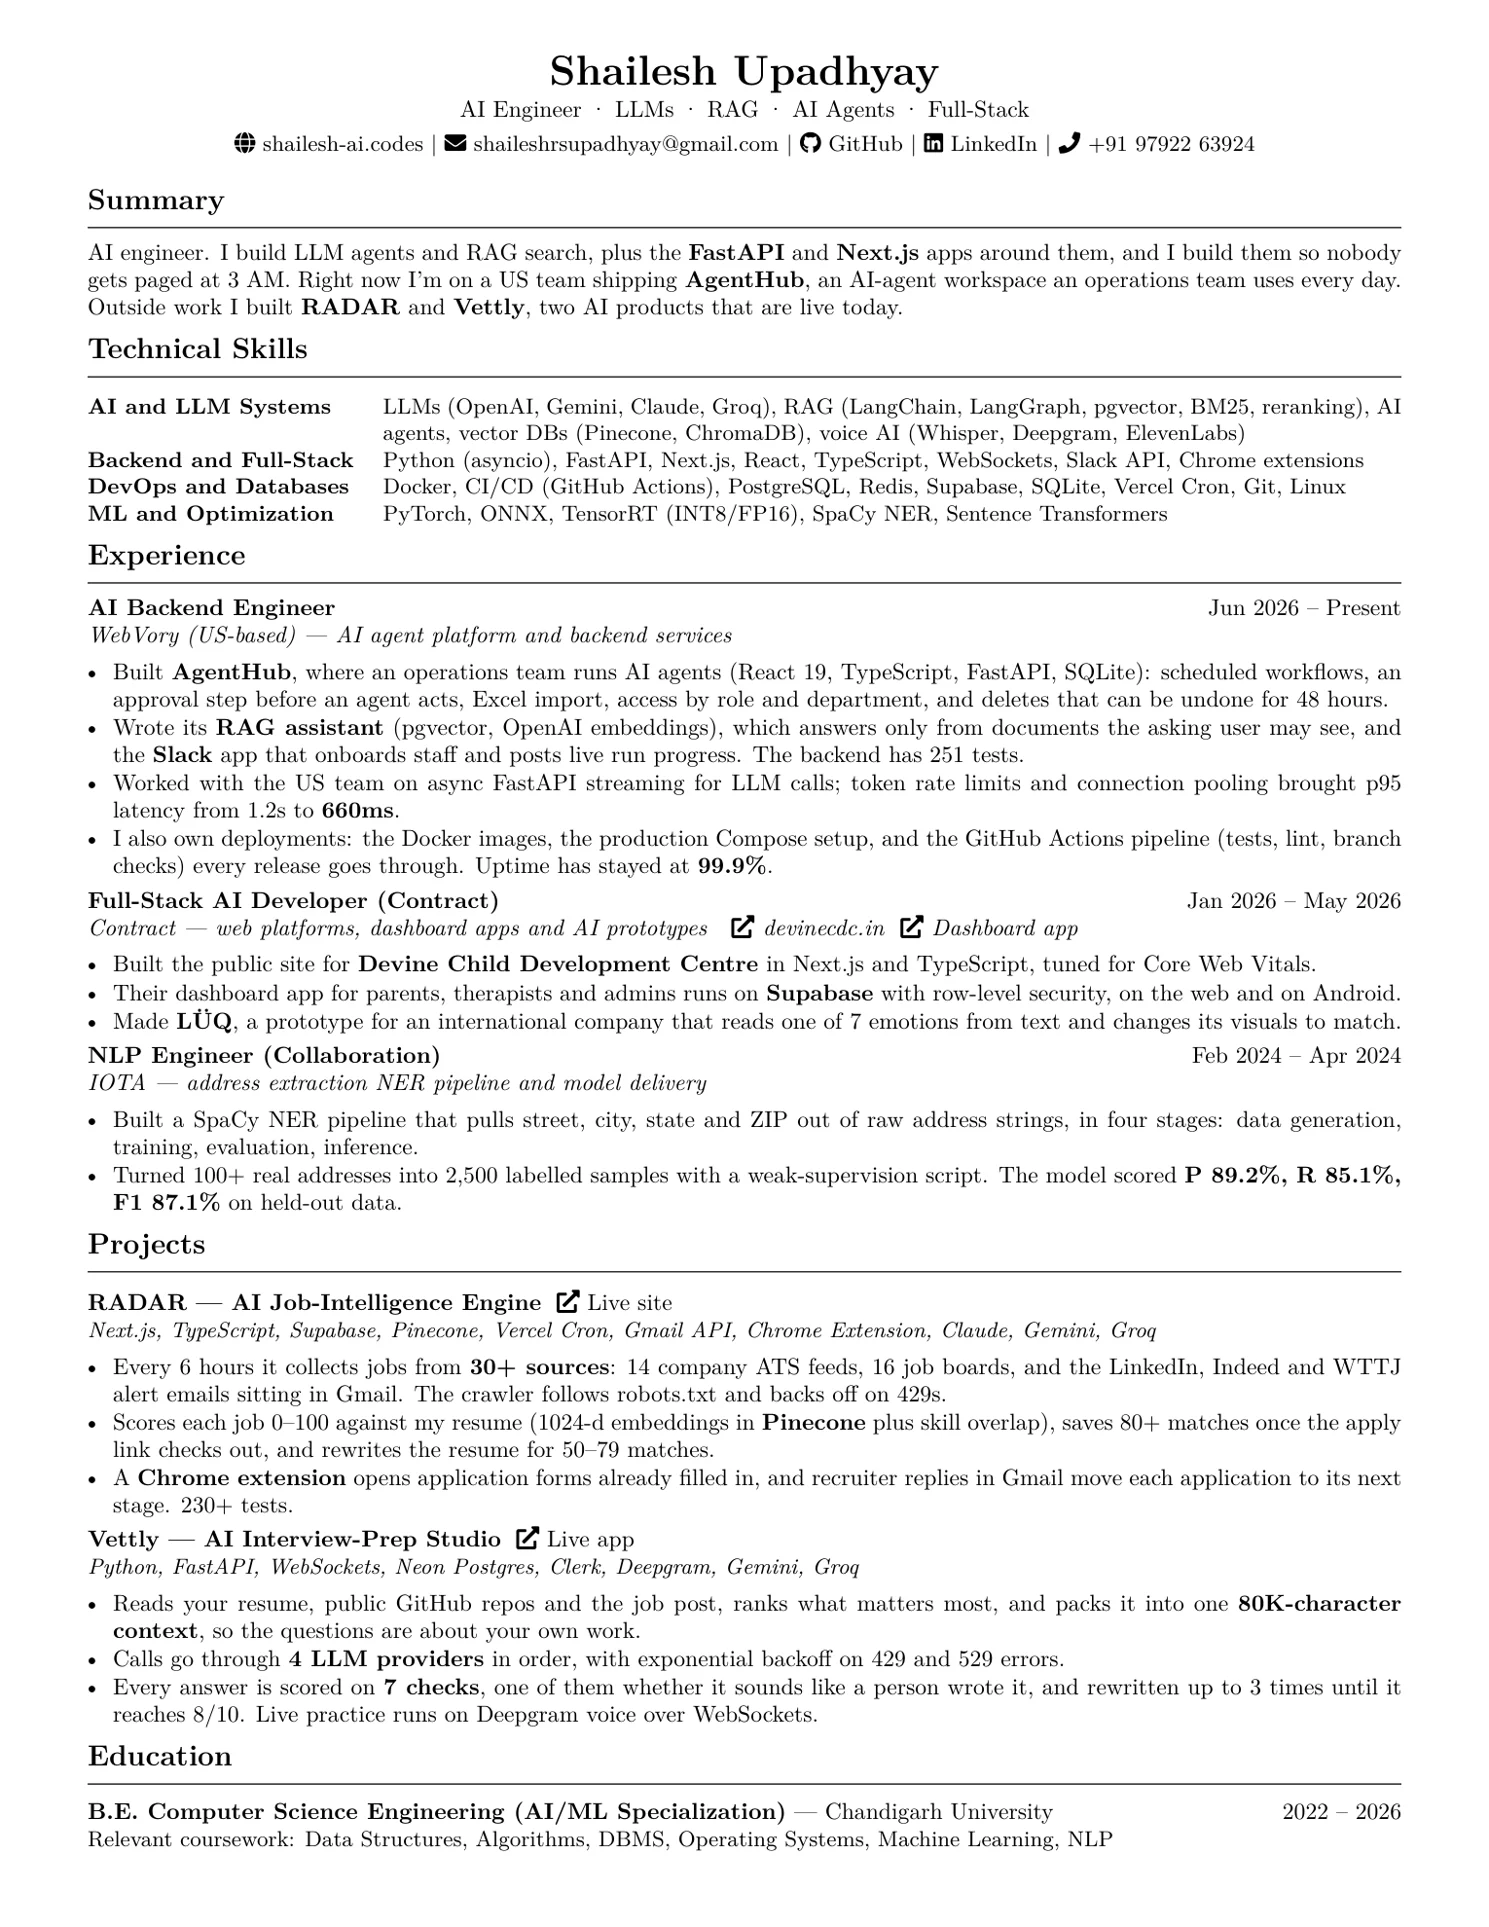 Shailesh Upadhyay
AI Engineer · LLMs · RAG · AI Agents · Full-Stack
shailesh-ai.codes | shaileshrsupadhyay@gmail.com | GitHub | LinkedIn | +91 97922 63924
Summary
AI engineer. I build LLM agents and RAG search, plus the FastAPI and Next.js apps around them, and I build them so nobody
gets paged at 3 AM. Right now I'm on a US team shipping AgentHub, an AI-agent workspace an operations team uses every day.
Outside work I built RADAR and Vettly, two AI products that are live today.
Technical Skills
AI and LLM Systems LLMs (OpenAI, Gemini, Claude, Groq), RAG (LangChain, LangGraph, pgvector, BM25, reranking), AI
agents, vector DBs (Pinecone, ChromaDB), voice AI (Whisper, Deepgram, ElevenLabs)
Backend and Full-Stack Python (asyncio), FastAPI, Next.js, React, TypeScript, WebSockets, Slack API, Chrome extensions
DevOps and Databases Docker, CI/CD (GitHub Actions), PostgreSQL, Redis, Supabase, SQLite, Vercel Cron, Git, Linux
ML and Optimization PyTorch, ONNX, TensorRT (INT8/FP16), SpaCy NER, Sentence Transformers
Experience
AI Backend Engineer Jun 2026 – Present
WebVory (US-based) — AI agent platform and backend services
• Built AgentHub, where an operations team runs AI agents (React 19, TypeScript, FastAPI, SQLite): scheduled workflows, an
approval step before an agent acts, Excel import, access by role and department, and deletes that can be undone for 48 hours.
• Wrote its RAG assistant (pgvector, OpenAI embeddings), which answers only from documents the asking user may see, and
the Slack app that onboards staff and posts live run progress. The backend has 251 tests.
• Worked with the US team on async FastAPI streaming for LLM calls; token rate limits and connection pooling brought p95
latency from 1.2s to 660ms.
• I also own deployments: the Docker images, the production Compose setup, and the GitHub Actions pipeline (tests, lint, branch
checks) every release goes through. Uptime has stayed at 99.9%.
Full-Stack AI Developer (Contract) Jan 2026 – May 2026
Contract — web platforms, dashboard apps and AI prototypes devinecdc.in Dashboard app
• Built the public site for Devine Child Development Centre in Next.js and TypeScript, tuned for Core Web Vitals.
• Their dashboard app for parents, therapists and admins runs on Supabase with row-level security, on the web and on Android.
• Made LÜQ, a prototype for an international company that reads one of 7 emotions from text and changes its visuals to match.
NLP Engineer (Collaboration) Feb 2024 – Apr 2024
IOTA — address extraction NER pipeline and model delivery
• Built a SpaCy NER pipeline that pulls street, city, state and ZIP out of raw address strings, in four stages: data generation,
training, evaluation, inference.
• Turned 100+ real addresses into 2,500 labelled samples with a weak-supervision script. The model scored P 89.2%, R 85.1%,
F1 87.1% on held-out data.
Projects
RADAR — AI Job-Intelligence Engine Live site
Next.js, TypeScript, Supabase, Pinecone, Vercel Cron, Gmail API, Chrome Extension, Claude, Gemini, Groq
• Every 6 hours it collects jobs from 30+ sources: 14 company ATS feeds, 16 job boards, and the LinkedIn, Indeed and WTTJ
alert emails sitting in Gmail. The crawler follows robots.txt and backs off on 429s.
• Scores each job 0–100 against my resume (1024-d embeddings in Pinecone plus skill overlap), saves 80+ matches once the apply
link checks out, and rewrites the resume for 50–79 matches.
• A Chrome extension opens application forms already filled in, and recruiter replies in Gmail move each application to its next
stage. 230+ tests.
Vettly — AI Interview-Prep Studio Live app
Python, FastAPI, WebSockets, Neon Postgres, Clerk, Deepgram, Gemini, Groq
• Reads your resume, public GitHub repos and the job post, ranks what matters most, and packs it into one 80K-character
context, so the questions are about your own work.
• Calls go through 4 LLM providers in order, with exponential backoff on 429 and 529 errors.
• Every answer is scored on 7 checks, one of them whether it sounds like a person wrote it, and rewritten up to 3 times until it
reaches 8/10. Live practice runs on Deepgram voice over WebSockets.
Education
B.E. Computer Science Engineering (AI/ML Specialization) — Chandigarh University 2022 – 2026
Relevant coursework: Data Structures, Algorithms, DBMS, Operating Systems, Machine Learning, NLP